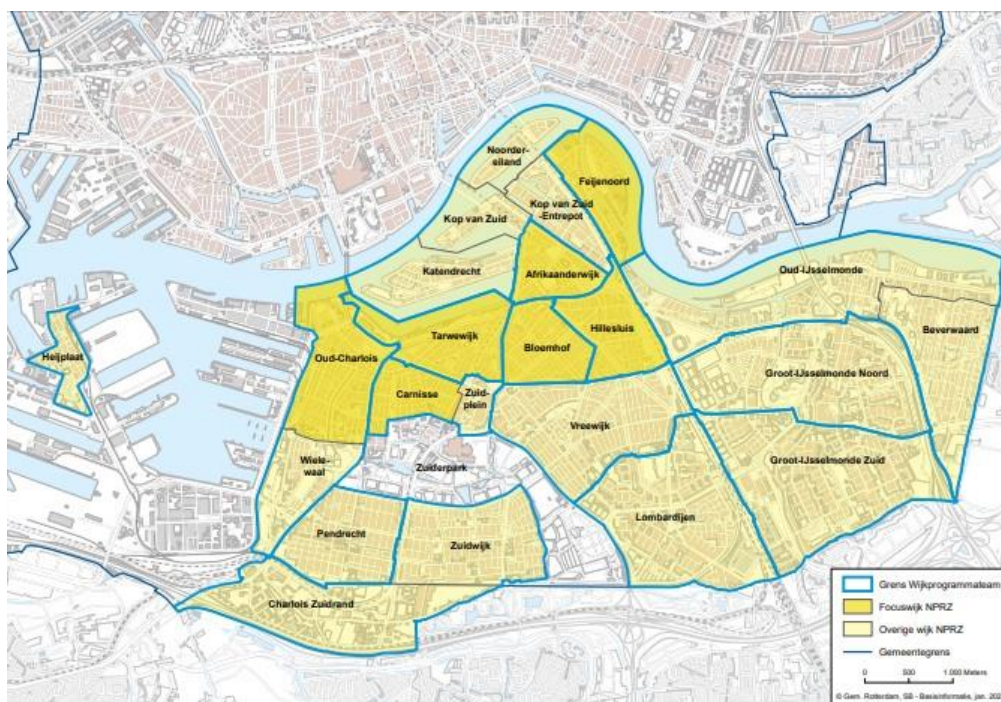 Noorder-
eiland
Feijenoord
Kop van Zuid
-Entrepot
Kop van Zuid
Katendrecht
Afrikaanderwijk
Oud-IJsselmonde
Beverwaard
Heijplaat
Tarwewijk
Hillesluis
Oud-Charlois
Bloemhof
Groot-IJsselmonde Noord
Carnisse
Zuid-
plein
Vreewijk
Wiele-
waal
Zuiderpark
Groot-IJsselmonde Zuid
Lombardijen
Pendrecht
Zuidwijk
Charlois Zuidrand
Grens Wijkprogrammateam
Focuswijk NPRZ
Overige wijk NPRZ
Gemeentegrens
0 500 1.000 Meters
© Gem. Rotterdam, SB - Basisinformatie, jan. 202